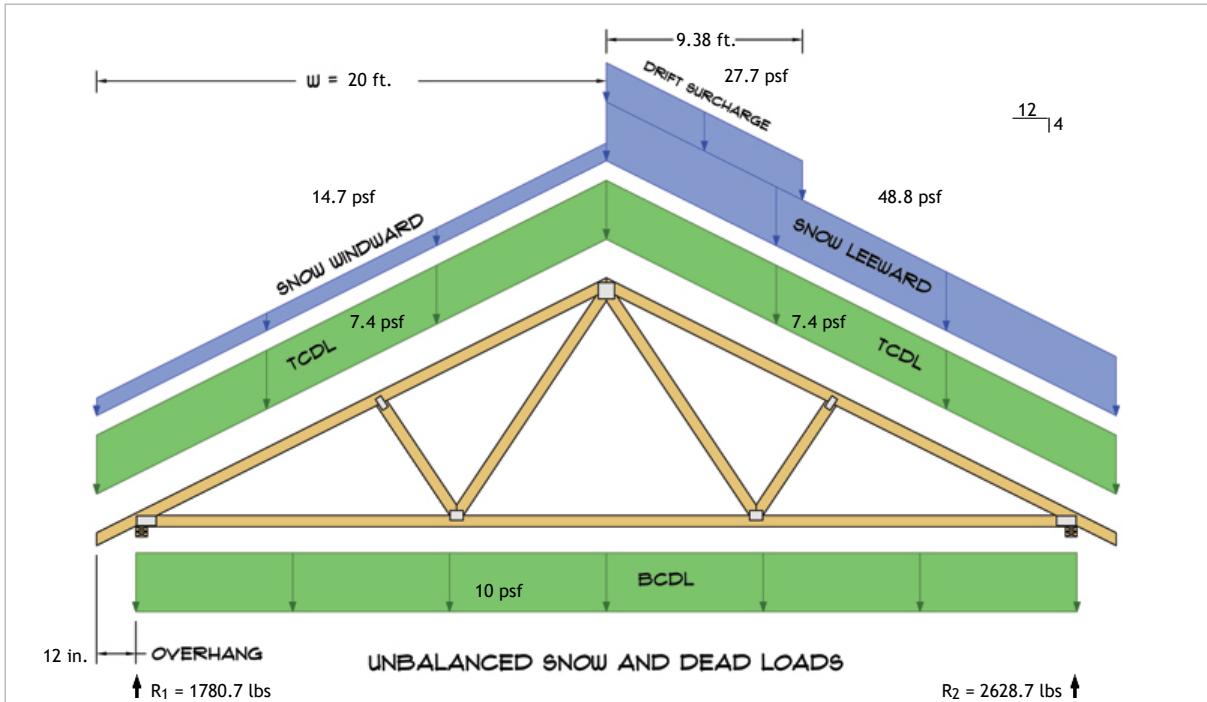 9.38 ft.
W = 20 ft.
DRIFT SURCHARGE
27.7 psf
12
4
14.7 psf
48.8 psf
SNOW WINDWARD
SNOW LEEWARD
7.4 psf
7.4 psf
TCDL
TCDL
BCDL
10 psf
12 in.
OVERHANG
UNBALANCED SNOW AND DEAD LOADS
R1 = 1780.7 lbs
R2 = 2628.7 lbs